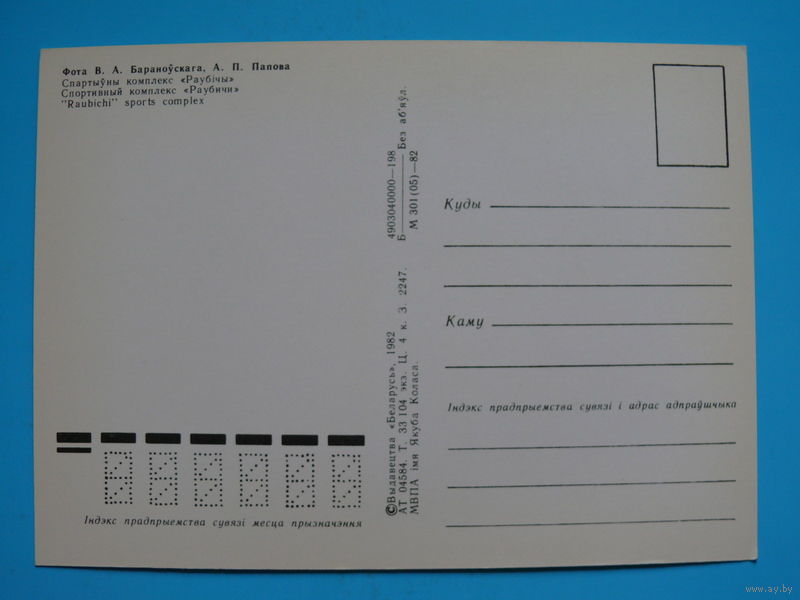 Фота В. А. Бараноўскага, А. П. Папова
Спартыўны комплекс «Раубічы»
Спортивный комплекс «Раубичи»
"Raubichi" sports complex
4903040000—198
Б———Без аб'яўл.
М 301(05)—82
©Выдавецтва «Беларусь», 1982
АТ 04584. Т. 33 104 экз. Ц. 4 к. З. 2247.
МВПА імя Якуба Коласа.
Куды
Каму
Індэкс прадпрыемства сувязі і адрас адпраўшчыка
Індэкс прадпрыемства сувязі месца прызначэння
www.ay.by